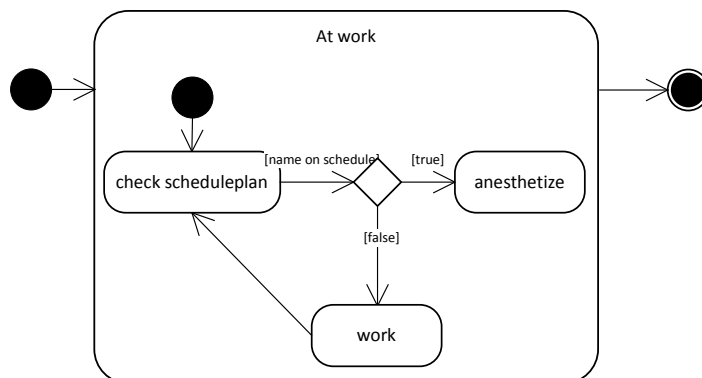 At work
check scheduleplan
[name on schedule]
[true]
anesthetize
[false]
work